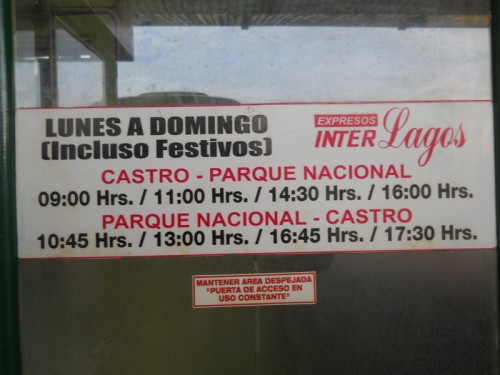 LUNES A DOMINGO
(Incluso Festivos)
EXPRESOS
INTER Lagos
CASTRO - PARQUE NACIONAL
09:00 Hrs. / 11:00 Hrs. / 14:30 Hrs. / 16:00 Hrs.
PARQUE NACIONAL - CASTRO
10:45 Hrs. / 13:00 Hrs. / 16:45 Hrs. / 17:30 Hrs.
MANTENER AREA DESPEJADA
"PUERTA DE ACCESO EN
USO CONSTANTE"